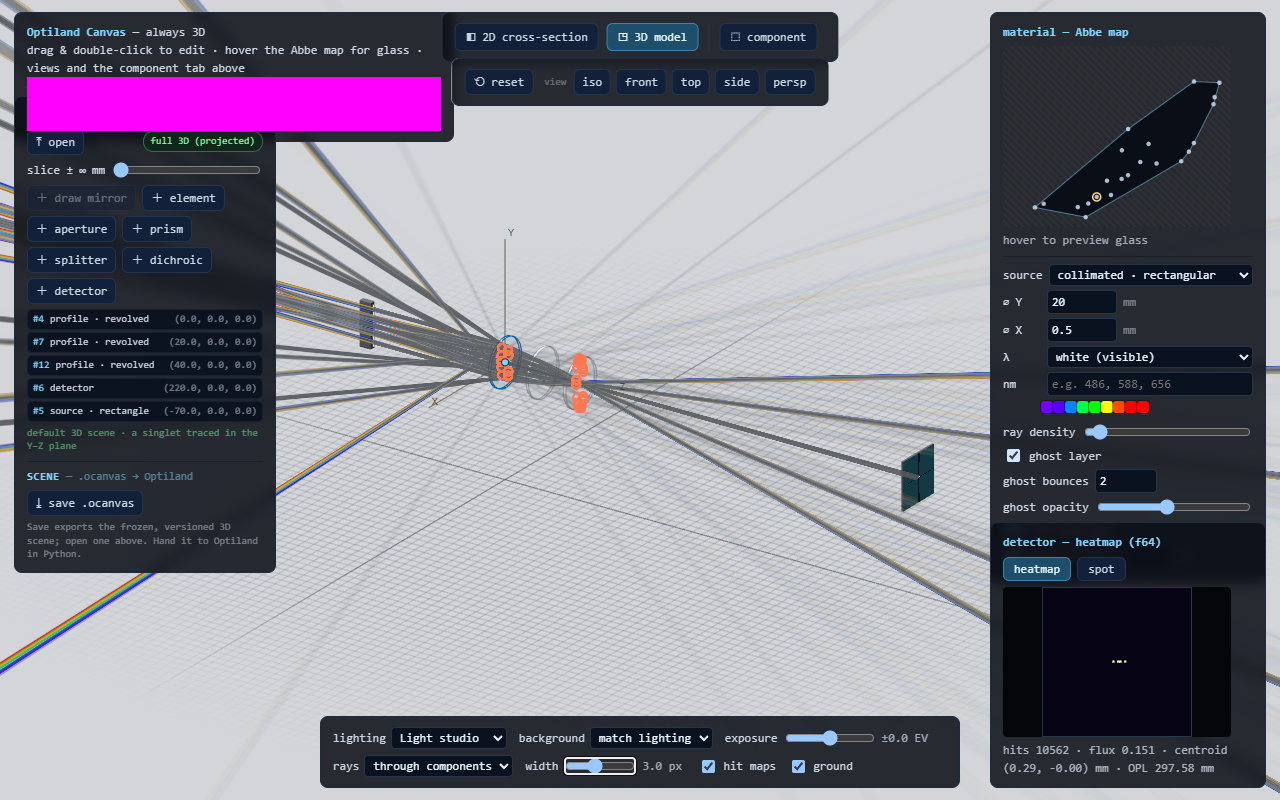 Optiland Canvas — always 3D
drag & double-click to edit · hover the Abbe map for glass ·
views and the component tab above
open
full 3D (projected)
slice ± ∞ mm
+ draw mirror
+ element
+ aperture
+ prism
+ splitter
+ dichroic
+ detector
#4 profile · revolved (0.0, 0.0, 0.0)
#7 profile · revolved (20.0, 0.0, 0.0)
#12 profile · revolved (40.0, 0.0, 0.0)
#6 detector (220.0, 0.0, 0.0)
#5 source · rectangle (-70.0, 0.0, 0.0)
default 3D scene · a singlet traced in the
Y–Z plane
SCENE — .ocanvas → Optiland
save .ocanvas
Save exports the frozen, versioned 3D
scene; open one above. Hand it to Optiland
in Python.
2D cross-section
3D model
component
reset
view
iso
front
top
side
persp
Y
X
Z
material — Abbe map
hover to preview glass
source collimated · rectangular
⌀ Y 20 mm
⌀ X 0.5 mm
λ white (visible)
nm e.g. 486, 588, 656
ray density
ghost layer
ghost bounces 2
ghost opacity
detector — heatmap (f64)
heatmap
spot
hits 10562 · flux 0.151 · centroid
(0.29, -0.00) mm · OPL 297.58 mm
lighting Light studio background match lighting exposure ±0.0 EV
rays through components width 3.0 px hit maps ground